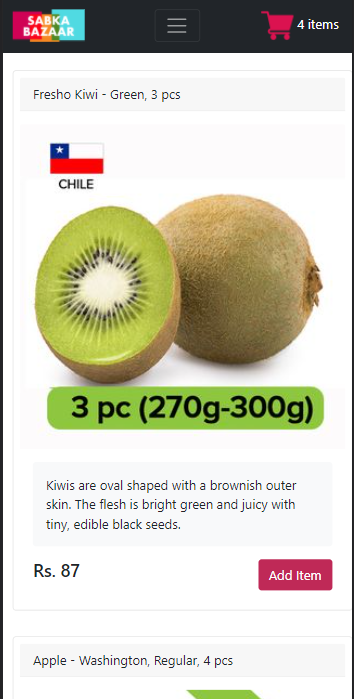 SABKA
BAZAAR
4 items
Fresho Kiwi - Green, 3 pcs
CHILE
3 pc (270g-300g)
Kiwis are oval shaped with a brownish outer
skin. The flesh is bright green and juicy with
tiny, edible black seeds.
Rs. 87
Add Item
Apple - Washington, Regular, 4 pcs